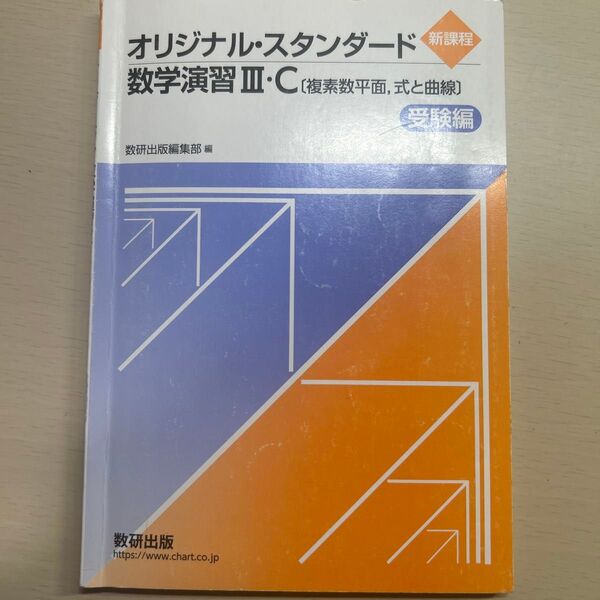 オリジナル・スタンダード
新課程
数学演習Ⅲ・C〔複素数平面,式と曲線〕
受験編
数研出版編集部 編
数研出版
https://www.chart.co.jp